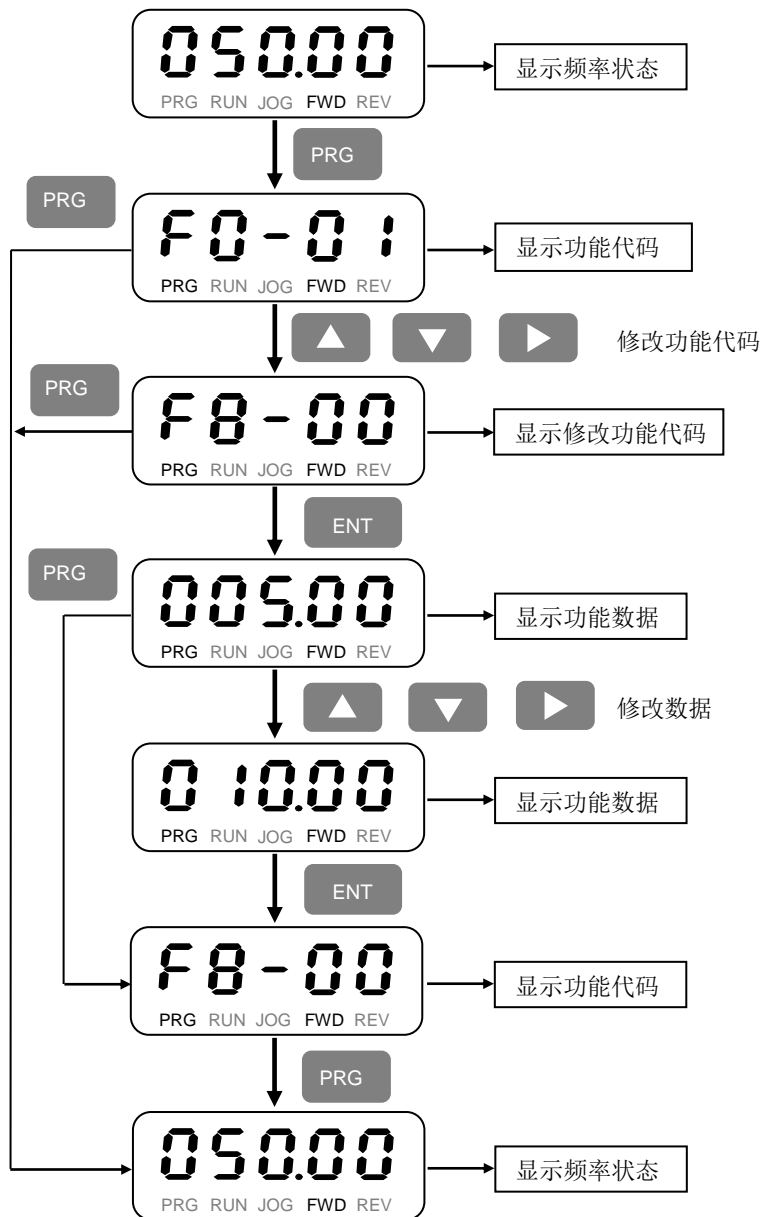 050.00 显示频率状态
PRG RUN JOG FWD REV
PRG
PRG
F0-01 显示功能代码
PRG RUN JOG FWD REV
修改功能代码
PRG
F8-00 显示修改功能代码
PRG RUN JOG FWD REV
ENT
PRG
005.00 显示功能数据
PRG RUN JOG FWD REV
修改数据
010.00 显示功能数据
PRG RUN JOG FWD REV
ENT
F8-00 显示功能代码
PRG RUN JOG FWD REV
PRG
050.00 显示频率状态
PRG RUN JOG FWD REV